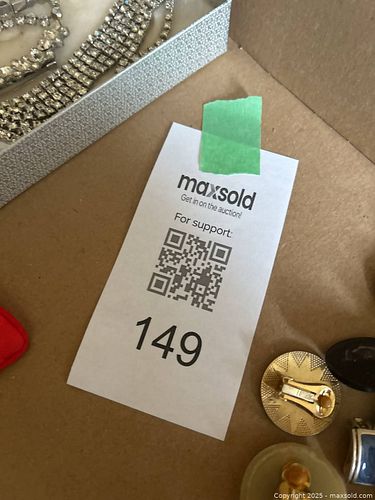 maxsold
Get in on the auction!
For support:
149
Copyright 2025 - maxsold.com